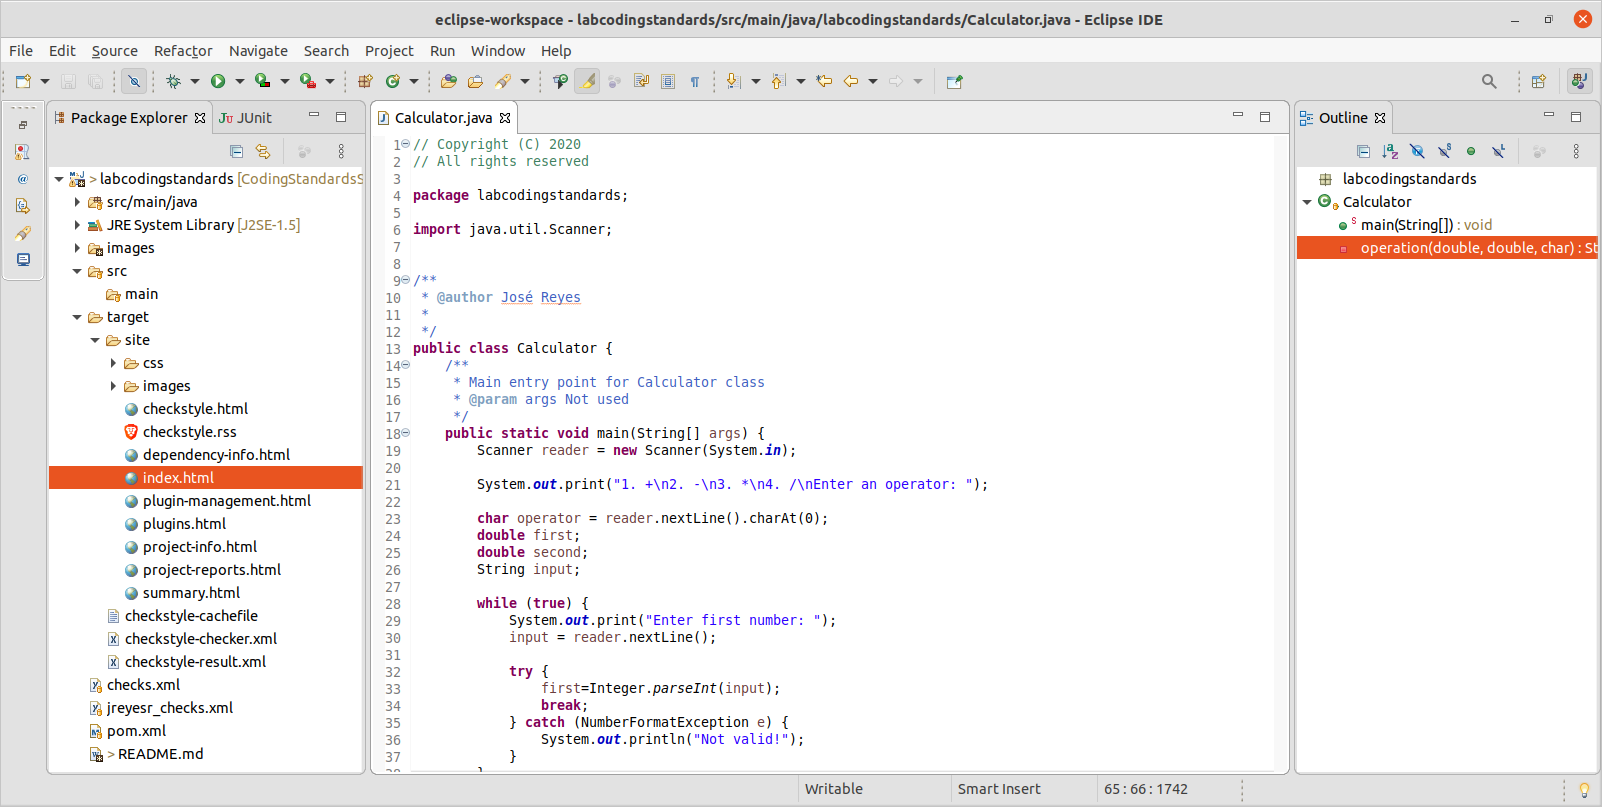 eclipse-workspace - labcodingstandards/src/main/java/labcodingstandards/Calculator.java - Eclipse IDE
File Edit Source Refactor Navigate Search Project Run Window Help
Package Explorer
JUnit
> labcodingstandards [CodingStandardsS
src/main/java
JRE System Library [J2SE-1.5]
images
src
main
target
site
css
images
checkstyle.html
checkstyle.rss
dependency-info.html
index.html
plugin-management.html
plugins.html
project-info.html
project-reports.html
summary.html
checkstyle-cachefile
checkstyle-checker.xml
checkstyle-result.xml
checks.xml
jreyesr_checks.xml
pom.xml
> README.md
Calculator.java
1 // Copyright (C) 2020
2 // All rights reserved
3
4 package labcodingstandards;
5
6 import java.util.Scanner;
7
8
9 /**
10 * @author José Reyes
11 *
12 */
13 public class Calculator {
14 /**
15 * Main entry point for Calculator class
16 * @param args Not used
17 */
18 public static void main(String[] args) {
19 Scanner reader = new Scanner(System.in);
20
21 System.out.print("1. +\n2. -\n3. *\n4. /\nEnter an operator: ");
22
23 char operator = reader.nextLine().charAt(0);
24 double first;
25 double second;
26 String input;
27
28 while (true) {
29 System.out.print("Enter first number: ");
30 input = reader.nextLine();
31
32 try {
33 first=Integer.parseInt(input);
34 break;
35 } catch (NumberFormatException e) {
36 System.out.println("Not valid!");
37 }
Outline
labcodingstandards
Calculator
main(String[]) : void
operation(double, double, char) : St
Writable
Smart Insert
65 : 66 : 1742